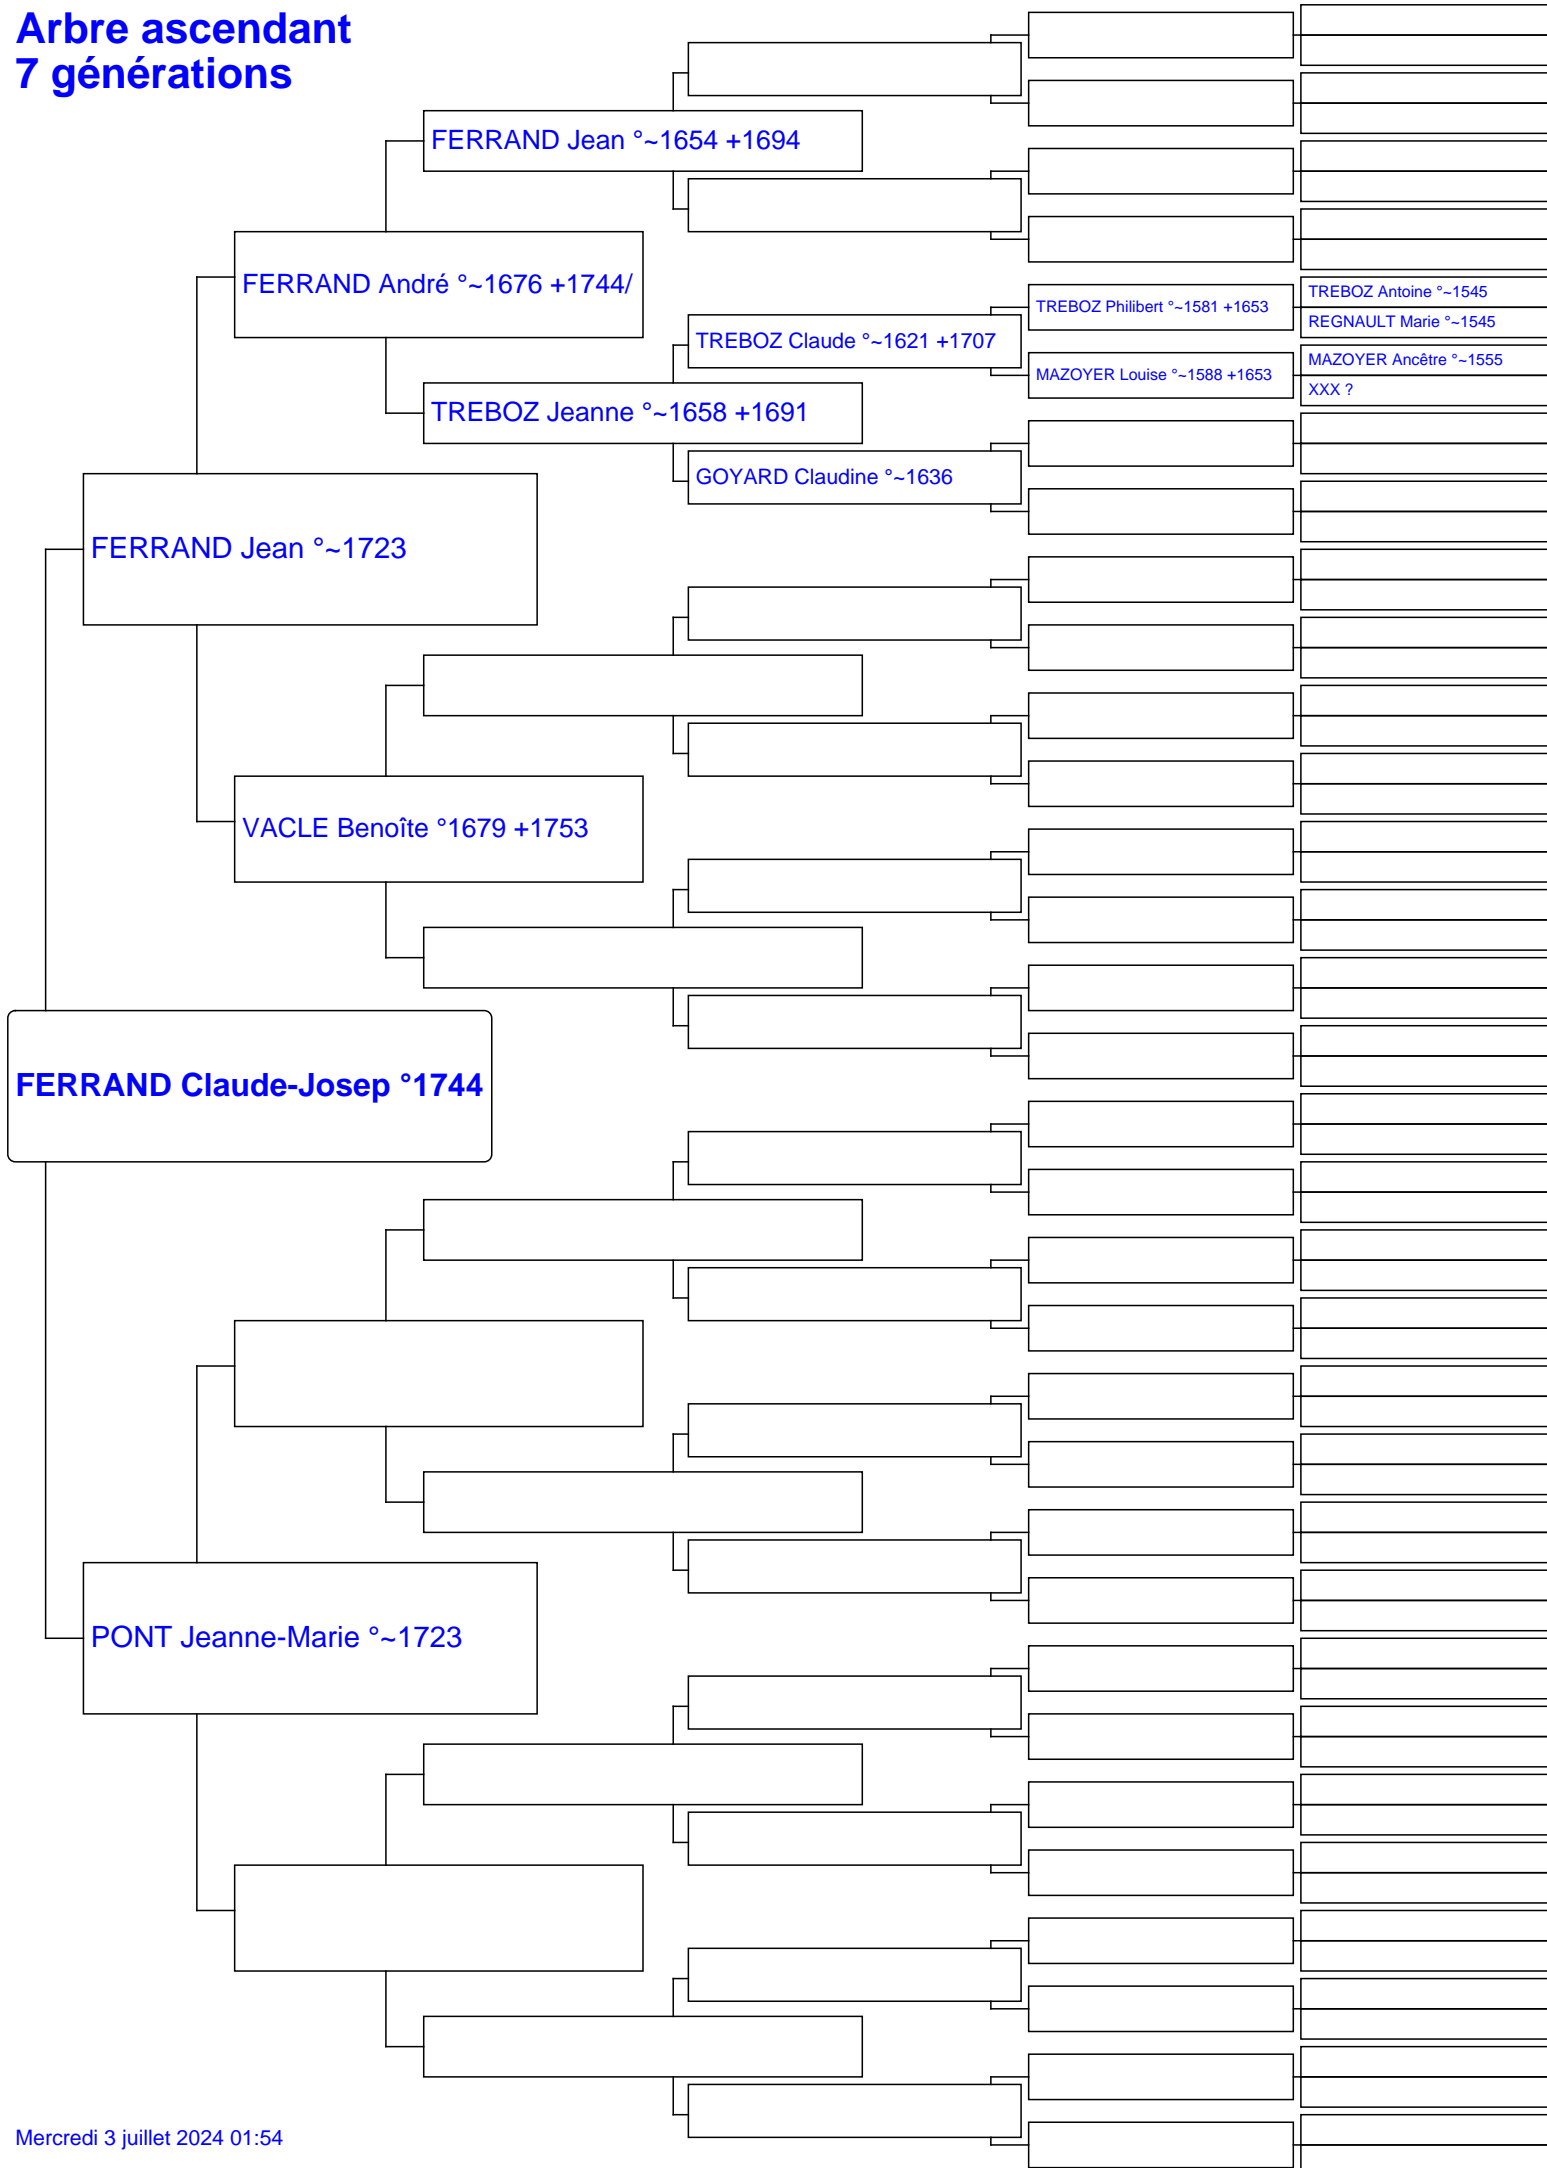 Arbre ascendant
7 générations
FERRAND Jean °~1654 +1694
FERRAND André °~1676 +1744/
TREBOZ Antoine °~1545
TREBOZ Philibert °~1581 +1653
REGNAULT Marie °~1545
TREBOZ Claude °~1621 +1707
MAZOYER Ancêtre °~1555
MAZOYER Louise °~1588 +1653
XXX ?
TREBOZ Jeanne °~1658 +1691
GOYARD Claudine °~1636
FERRAND Jean °~1723
VACLE Benoîte °1679 +1753
FERRAND Claude-Josep °1744
PONT Jeanne-Marie °~1723
Mercredi 3 juillet 2024 01:54